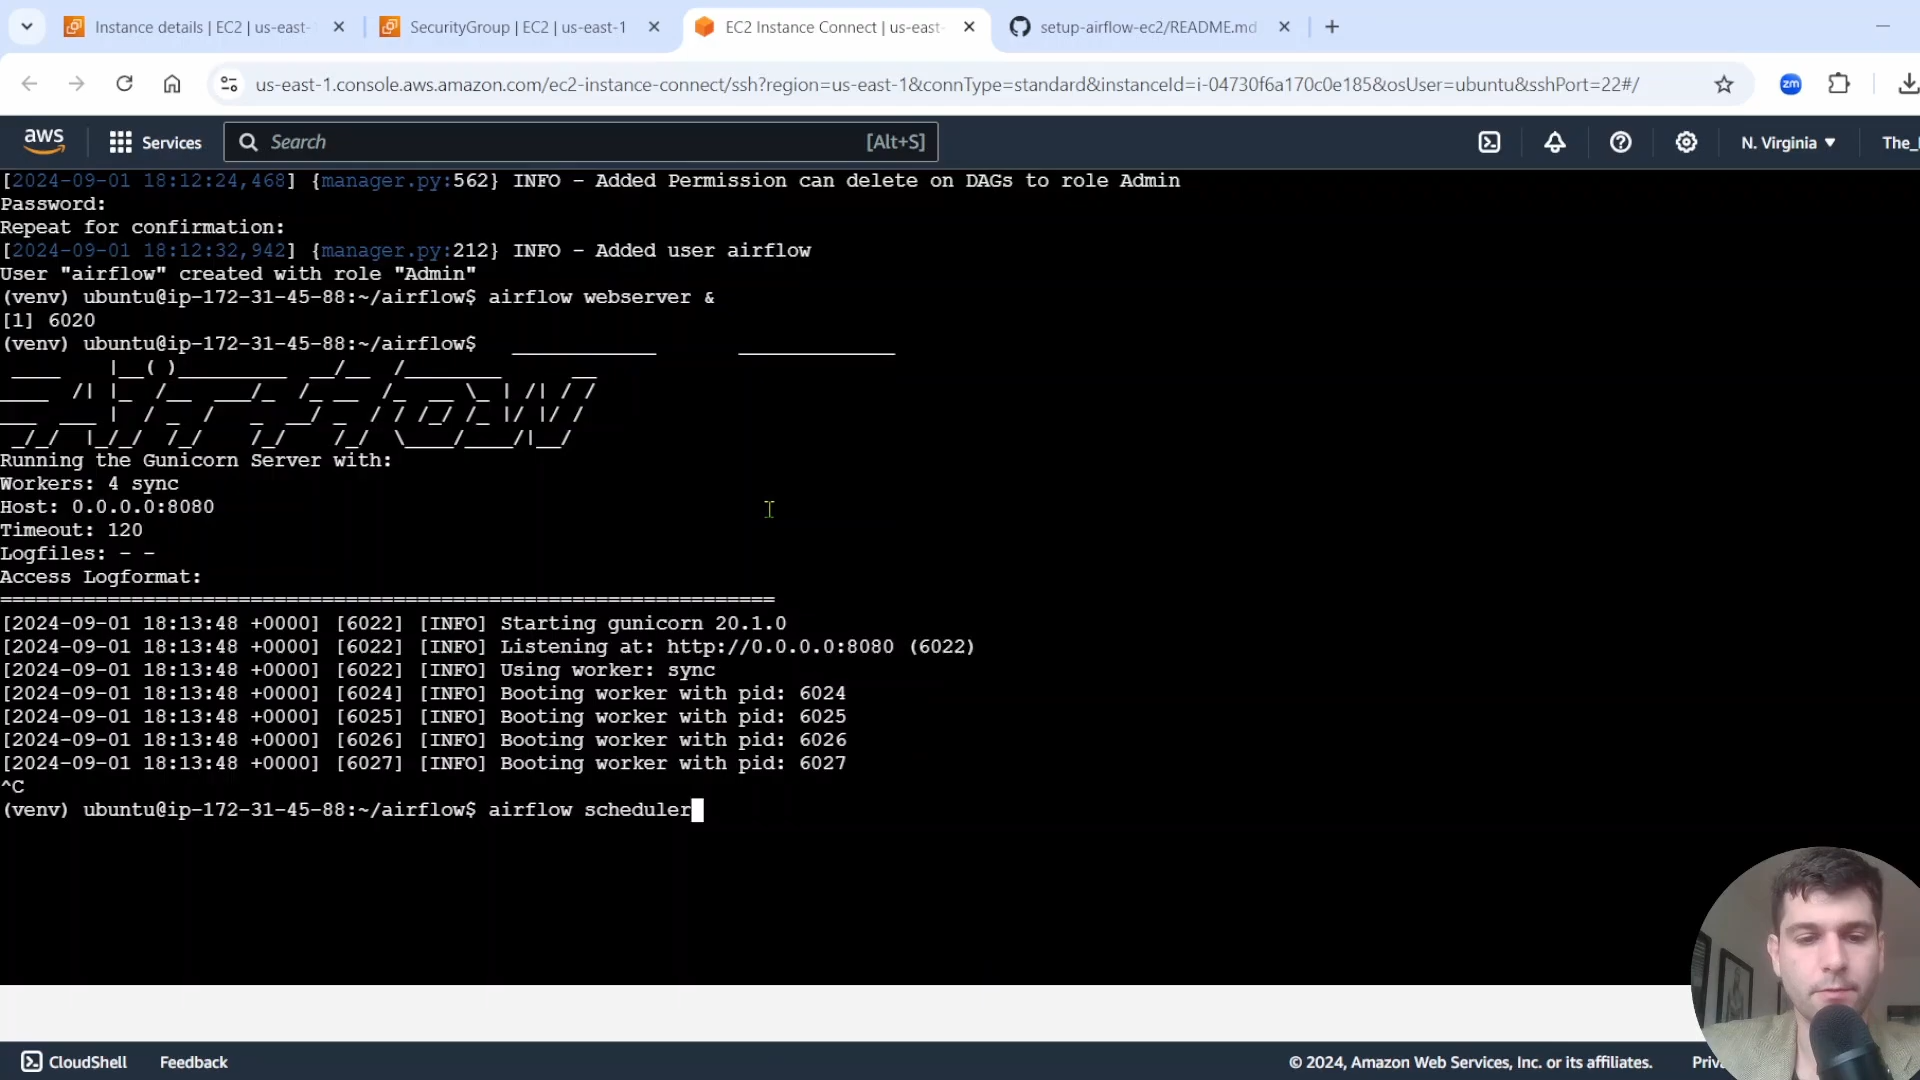 Instance details | EC2 | us-east-
SecurityGroup | EC2 | us-east-1
EC2 Instance Connect | us-east-
setup-airflow-ec2/README.md
us-east-1.console.aws.amazon.com/ec2-instance-connect/ssh?region=us-east-1&connType=standard&instanceId=i-04730f6a170c0e185&osUser=ubuntu&sshPort=22#/
zm
aws
Services
Search
[Alt+S]
N. Virginia
The_
[2024-09-01 18:12:24,468] {manager.py:562} INFO - Added Permission can delete on DAGs to role Admin
Password:
Repeat for confirmation:
[2024-09-01 18:12:32,942] {manager.py:212} INFO - Added user airflow
User "airflow" created with role "Admin"
(venv) ubuntu@ip-172-31-45-88:~/airflow$ airflow webserver &
[1] 6020
(venv) ubuntu@ip-172-31-45-88:~/airflow$
Airflow
Running the Gunicorn Server with:
Workers: 4 sync
Host: 0.0.0.0:8080
Timeout: 120
Logfiles: - -
Access Logformat:
=================================================================
[2024-09-01 18:13:48 +0000] [6022] [INFO] Starting gunicorn 20.1.0
[2024-09-01 18:13:48 +0000] [6022] [INFO] Listening at: http://0.0.0.0:8080 (6022)
[2024-09-01 18:13:48 +0000] [6022] [INFO] Using worker: sync
[2024-09-01 18:13:48 +0000] [6024] [INFO] Booting worker with pid: 6024
[2024-09-01 18:13:48 +0000] [6025] [INFO] Booting worker with pid: 6025
[2024-09-01 18:13:48 +0000] [6026] [INFO] Booting worker with pid: 6026
[2024-09-01 18:13:48 +0000] [6027] [INFO] Booting worker with pid: 6027
^C
(venv) ubuntu@ip-172-31-45-88:~/airflow$ airflow scheduler
CloudShell
Feedback
© 2024, Amazon Web Services, Inc. or its affiliates.
Priv